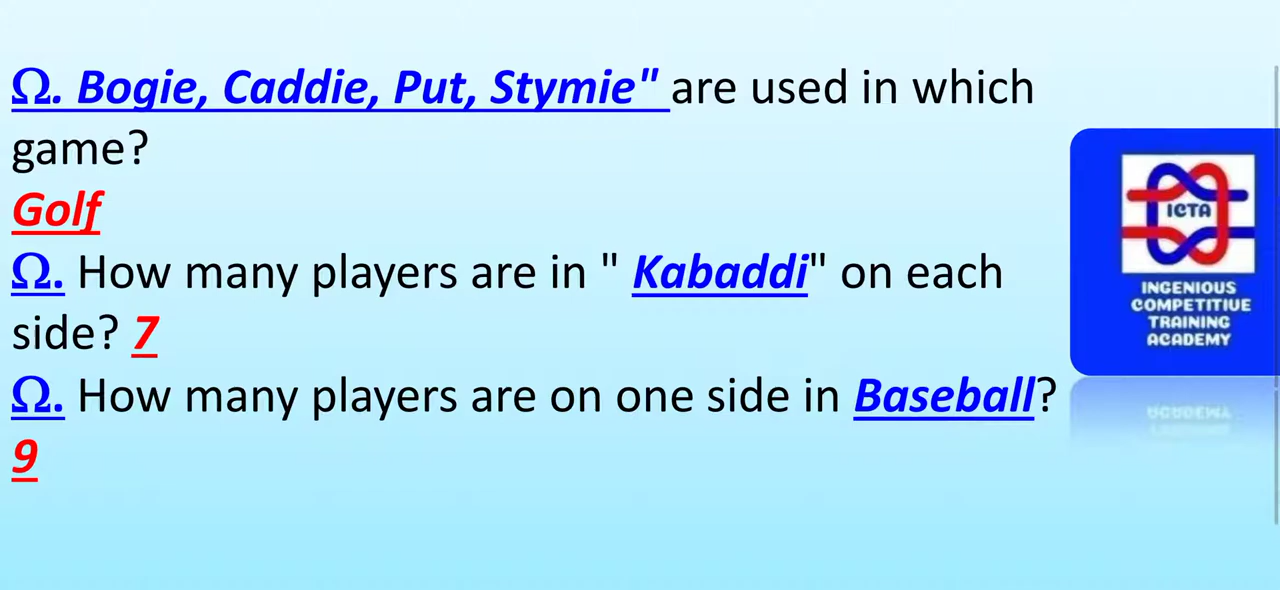 Ω. Bogie, Caddie, Put, Stymie" are used in which
game?
Golf
Ω. How many players are in " Kabaddi" on each
side? 7
Ω. How many players are on one side in Baseball?
9
ICTA
INGENIOUS
COMPETITIVE
TRAINING
ACADEMY